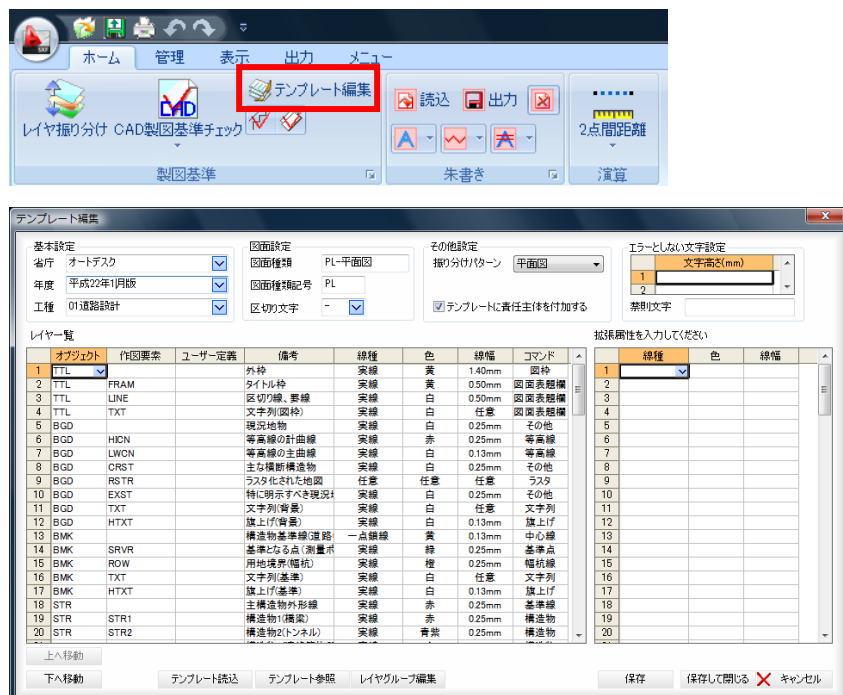 ホーム 管理 表示 出力 メニュー
テンプレート編集
読込 出力
レイヤ振り分け CAD製図基準チェック
2点間距離
製図基準 朱書き 演算
テンプレート編集
基本設定 図面設定 その他設定 エラーとしない文字設定
省庁 オートデスク 図面種類 PL-平面図 振り分けパターン 平面図 文字高さ(mm)
1
2
年度 平成22年1月版 図面種類記号 PL
工種 01道路設計 区切り文字 - テンプレートに責任主体を付加する 禁則文字
レイヤ一覧 拡張属性を入力してください
オブジェクト 作図要素 ユーザー定義 備考 線種 色 線幅 コマンド 線種 色 線幅
1 TTL 外枠 実線 黄 1.40mm 図枠 1
2 TTL FRAM タイトル枠 実線 黄 0.50mm 図面表題欄 2
3 TTL LINE 区切り線、罫線 実線 白 0.50mm 図面表題欄 3
4 TTL TXT 文字列(図枠) 実線 白 任意 図面表題欄 4
5 BGD 現況地物 実線 白 0.25mm その他 5
6 BGD HICN 等高線の計曲線 実線 赤 0.25mm 等高線 6
7 BGD LWCN 等高線の主曲線 実線 白 0.13mm 等高線 7
8 BGD CRST 主な横断構造物 実線 白 0.25mm その他 8
9 BGD RSTR ラスタ化された地図 任意 任意 任意 ラスタ 9
10 BGD EXST 特に明示すべき現況 実線 白 0.25mm その他 10
11 BGD TXT 文字列(背景) 実線 白 任意 文字列 11
12 BGD HTXT 旗上げ(背景) 実線 白 0.13mm 旗上げ 12
13 BMK 構造物基準線(道路 一点鎖線 黄 0.13mm 中心線 13
14 BMK SRVR 基準となる点(測量ポ 実線 緑 0.25mm 基準点 14
15 BMK ROW 用地境界(幅杭) 実線 橙 0.25mm 幅杭線 15
16 BMK TXT 文字列(基準) 実線 白 任意 文字列 16
17 BMK HTXT 旗上げ(基準) 実線 白 0.13mm 旗上げ 17
18 STR 主構造物外形線 実線 赤 0.25mm 基準線 18
19 STR STR1 構造物1(橋梁) 実線 赤 0.25mm 構造物 19
20 STR STR2 構造物2(トンネル) 実線 青紫 0.25mm 構造物 20
上へ移動
下へ移動 テンプレート読込 テンプレート参照 レイヤグループ編集 保存 保存して閉じる キャンセル